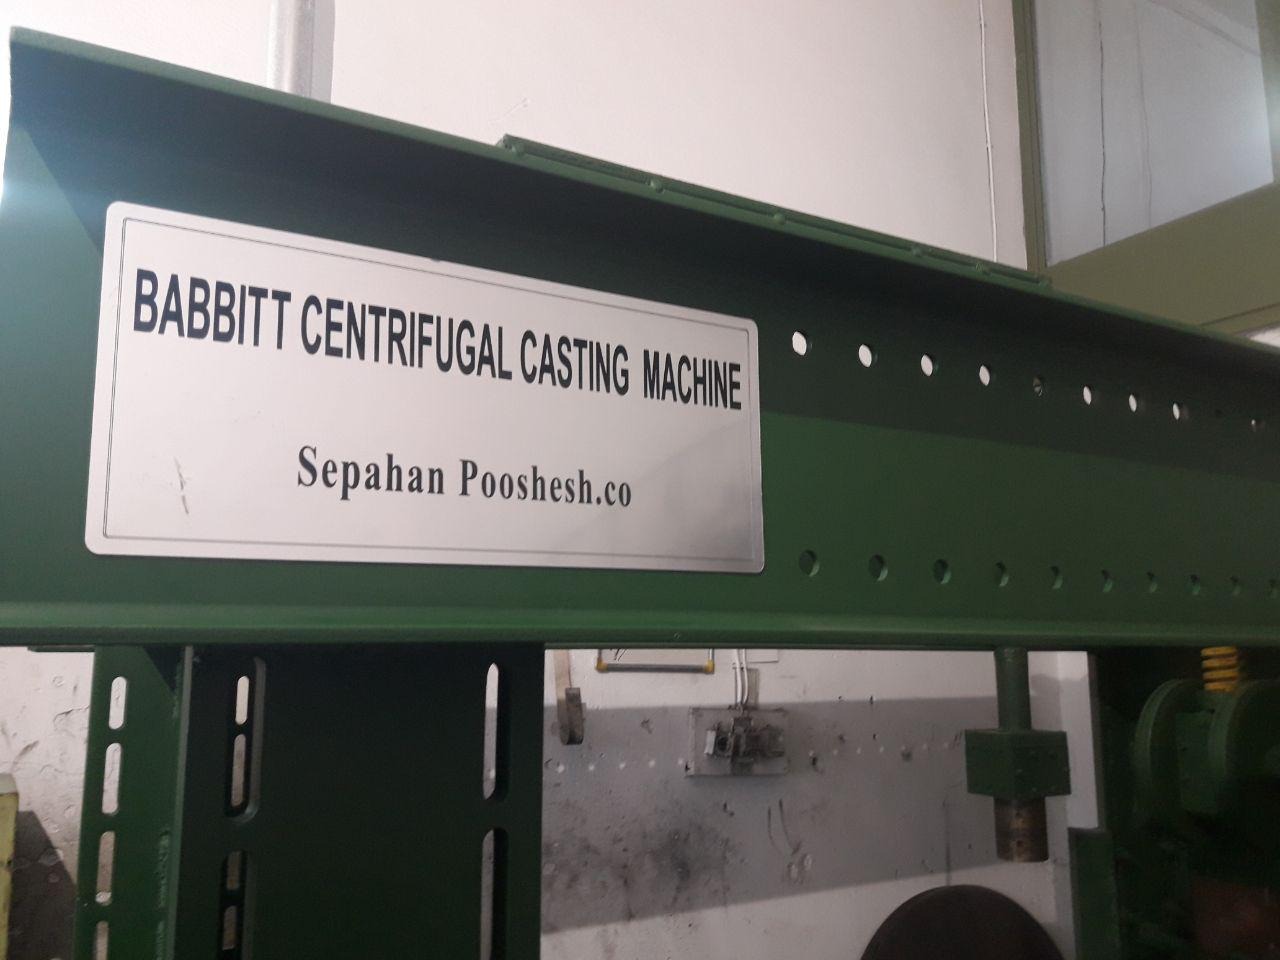 BABBITT CENTRIFUGAL CASTING MACHINE
Sepahan Pooshesh.co